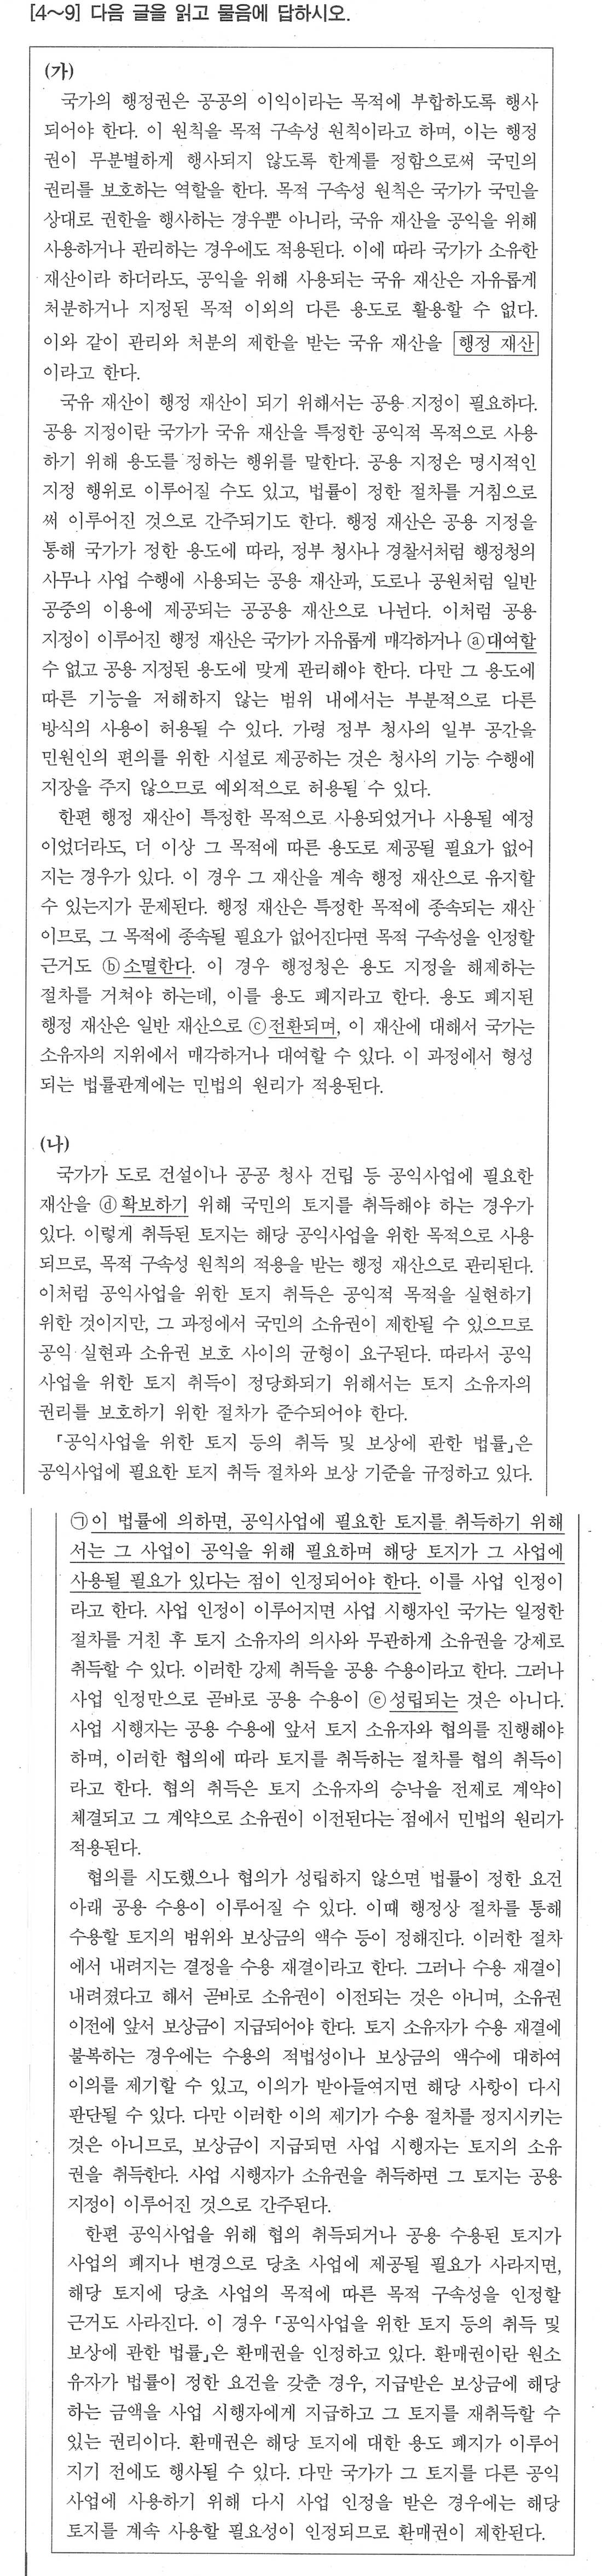 [4~9] 다음 글을 읽고 물음에 답하시오.
(가)
국가의 행정권은 공공의 이익이라는 목적에 부합하도록 행사
되어야 한다. 이 원칙을 목적 구속성 원칙이라고 하며, 이는 행정
권이 무분별하게 행사되지 않도록 한계를 정함으로써 국민의
권리를 보호하는 역할을 한다. 목적 구속성 원칙은 국가가 국민을
상대로 권한을 행사하는 경우뿐 아니라, 국유 재산을 공익을 위해
사용하거나 관리하는 경우에도 적용된다. 이에 따라 국가가 소유한
재산이라 하더라도, 공익을 위해 사용되는 국유 재산은 자유롭게
처분하거나 지정된 목적 이외의 다른 용도로 활용할 수 없다.
이와 같이 관리와 처분의 제한을 받는 국유 재산을 행정 재산
이라고 한다.
국유 재산이 행정 재산이 되기 위해서는 공용 지정이 필요하다.
공용 지정이란 국가가 국유 재산을 특정한 공익적 목적으로 사용
하기 위해 용도를 정하는 행위를 말한다. 공용 지정은 명시적인
지정 행위로 이루어질 수도 있고, 법률이 정한 절차를 거침으로
써 이루어진 것으로 간주되기도 한다. 행정 재산은 공용 지정을
통해 국가가 정한 용도에 따라, 정부 청사나 경찰서처럼 행정청의
사무나 사업 수행에 사용되는 공용 재산과, 도로나 공원처럼 일반
공중의 이용에 제공되는 공공용 재산으로 나뉜다. 이처럼 공용
지정이 이루어진 행정 재산은 국가가 자유롭게 매각하거나 ⓐ대여할
수 없고 공용 지정된 용도에 맞게 관리해야 한다. 다만 그 용도에
따른 기능을 저해하지 않는 범위 내에서는 부분적으로 다른
방식의 사용이 허용될 수 있다. 가령 정부 청사의 일부 공간을
민원인의 편의를 위한 시설로 제공하는 것은 청사의 기능 수행에
지장을 주지 않으므로 예외적으로 허용될 수 있다.
한편 행정 재산이 특정한 목적으로 사용되었거나 사용될 예정
이었더라도, 더 이상 그 목적에 따른 용도로 제공될 필요가 없어
지는 경우가 있다. 이 경우 그 재산을 계속 행정 재산으로 유지할
수 있는지가 문제된다. 행정 재산은 특정한 목적에 종속되는 재산
이므로, 그 목적에 종속될 필요가 없어진다면 목적 구속성을 인정할
근거도 ⓑ소멸한다. 이 경우 행정청은 용도 지정을 해제하는
절차를 거쳐야 하는데, 이를 용도 폐지라고 한다. 용도 폐지된
행정 재산은 일반 재산으로 ⓒ전환되며, 이 재산에 대해서 국가는
소유자의 지위에서 매각하거나 대여할 수 있다. 이 과정에서 형성
되는 법률관계에는 민법의 원리가 적용된다.
(나)
국가가 도로 건설이나 공공 청사 건립 등 공익사업에 필요한
재산을 ⓓ확보하기 위해 국민의 토지를 취득해야 하는 경우가
있다. 이렇게 취득된 토지는 해당 공익사업을 위한 목적으로 사용
되므로, 목적 구속성 원칙의 적용을 받는 행정 재산으로 관리된다.
이처럼 공익사업을 위한 토지 취득은 공익적 목적을 실현하기
위한 것이지만, 그 과정에서 국민의 소유권이 제한될 수 있으므로
공익 실현과 소유권 보호 사이의 균형이 요구된다. 따라서 공익
사업을 위한 토지 취득이 정당화되기 위해서는 토지 소유자의
권리를 보호하기 위한 절차가 준수되어야 한다.
「공익사업을 위한 토지 등의 취득 및 보상에 관한 법률」은
공익사업에 필요한 토지 취득 절차와 보상 기준을 규정하고 있다.
㉠이 법률에 의하면, 공익사업에 필요한 토지를 취득하기 위해
서는 그 사업이 공익을 위해 필요하며 해당 토지가 그 사업에
사용될 필요가 있다는 점이 인정되어야 한다. 이를 사업 인정이
라고 한다. 사업 인정이 이루어지면 사업 시행자인 국가는 일정한
절차를 거친 후 토지 소유자의 의사와 무관하게 소유권을 강제로
취득할 수 있다. 이러한 강제 취득을 공용 수용이라고 한다. 그러나
사업 인정만으로 곧바로 공용 수용이 ⓔ성립되는 것은 아니다.
사업 시행자는 공용 수용에 앞서 토지 소유자와 협의를 진행해야
하며, 이러한 협의에 따라 토지를 취득하는 절차를 협의 취득이
라고 한다. 협의 취득은 토지 소유자의 승낙을 전제로 계약이
체결되고 그 계약으로 소유권이 이전된다는 점에서 민법의 원리가
적용된다.
협의를 시도했으나 협의가 성립하지 않으면 법률이 정한 요건
아래 공용 수용이 이루어질 수 있다. 이때 행정상 절차를 통해
수용할 토지의 범위와 보상금의 액수 등이 정해진다. 이러한 절차
에서 내려지는 결정을 수용 재결이라고 한다. 그러나 수용 재결이
내려졌다고 해서 곧바로 소유권이 이전되는 것은 아니며, 소유권
이전에 앞서 보상금이 지급되어야 한다. 토지 소유자가 수용 재결에
불복하는 경우에는 수용의 적법성이나 보상금의 액수에 대하여
이의를 제기할 수 있고, 이의가 받아들여지면 해당 사항이 다시
판단될 수 있다. 다만 이러한 이의 제기가 수용 절차를 정지시키는
것은 아니므로, 보상금이 지급되면 사업 시행자는 토지의 소유
권을 취득한다. 사업 시행자가 소유권을 취득하면 그 토지는 공용
지정이 이루어진 것으로 간주된다.
한편 공익사업을 위해 협의 취득되거나 공용 수용된 토지가
사업의 폐지나 변경으로 당초 사업에 제공될 필요가 사라지면,
해당 토지에 당초 사업의 목적에 따른 목적 구속성을 인정할
근거도 사라진다. 이 경우 「공익사업을 위한 토지 등의 취득 및
보상에 관한 법률」은 환매권을 인정하고 있다. 환매권이란 원소
유자가 법률이 정한 요건을 갖춘 경우, 지급받은 보상금에 해당
하는 금액을 사업 시행자에게 지급하고 그 토지를 재취득할 수
있는 권리이다. 환매권은 해당 토지에 대한 용도 폐지가 이루어
지기 전에도 행사될 수 있다. 다만 국가가 그 토지를 다른 공익
사업에 사용하기 위해 다시 사업 인정을 받은 경우에는 해당
토지를 계속 사용할 필요성이 인정되므로 환매권이 제한된다.